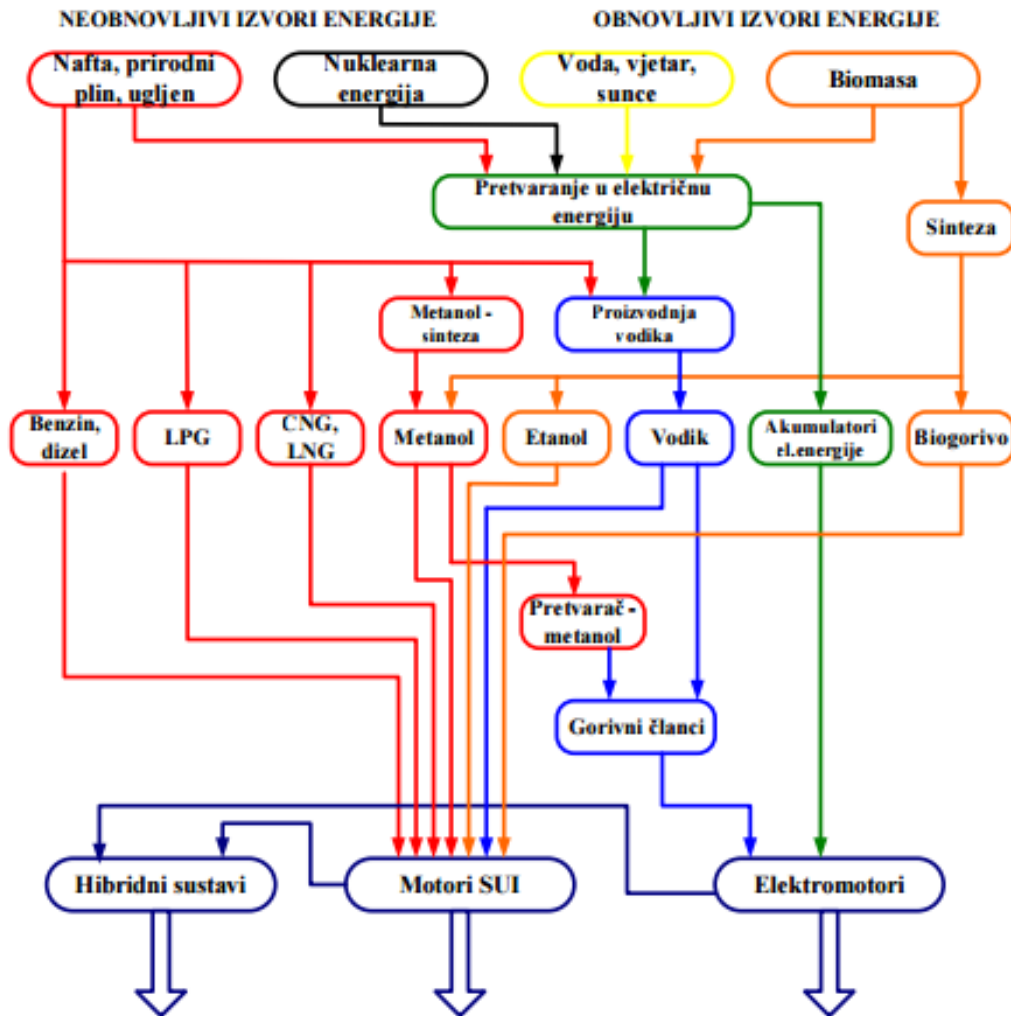 NEOBNOVLJIVI IZVORI ENERGIJE
OBNOVLJIVI IZVORI ENERGIJE
Nafta, prirodni
plin, ugljen
Nuklearna
energija
Voda, vjetar,
sunce
Biomasa
Pretvaranje u električnu
energiju
Sinteza
Metanol -
sinteza
Proizvodnja
vodika
Benzin,
dizel
LPG
CNG,
LNG
Metanol
Etanol
Vodik
Akumulatori
el.energije
Biogorivo
Pretvarač-
metanol
Gorivni članci
Hibridni sustavi
Motori SUI
Elektromotori